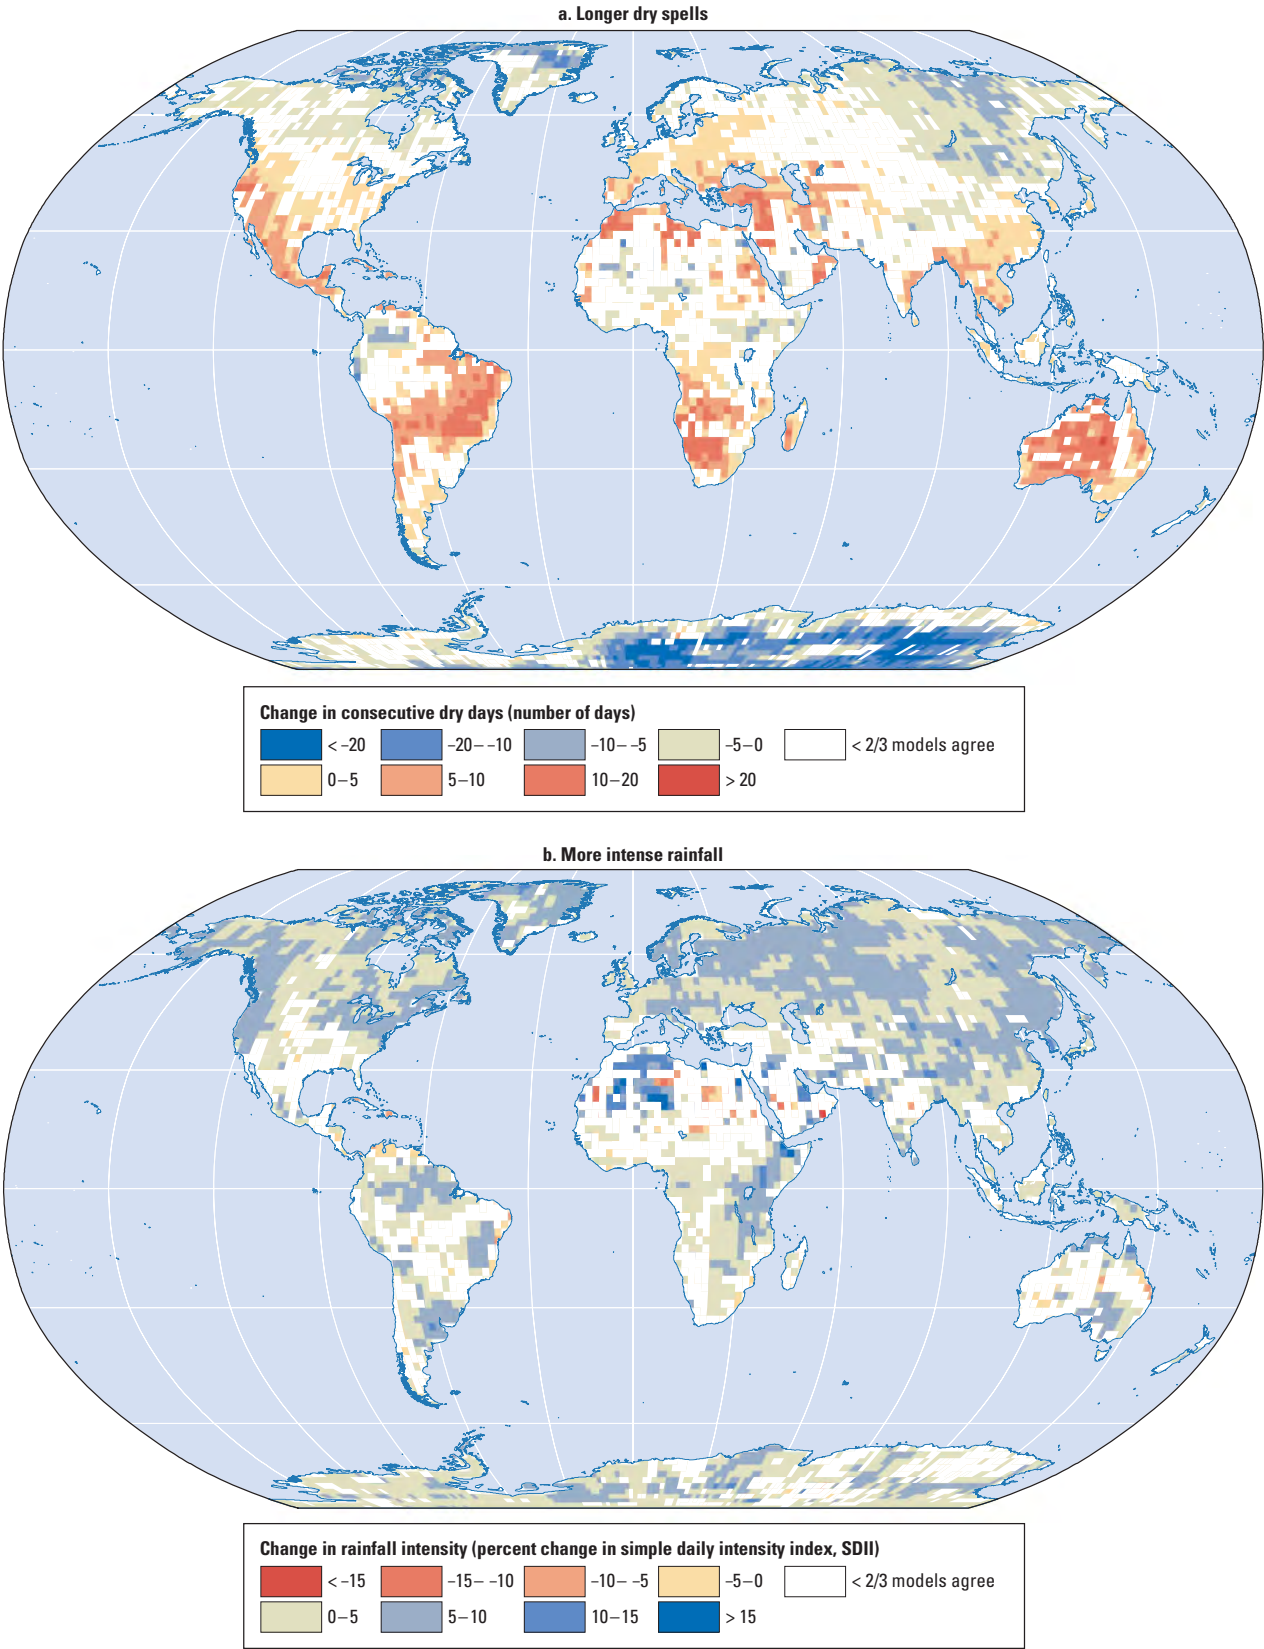 a. Longer dry spells
Change in consecutive dry days (number of days)
< –20 –20– –10 –10– –5 –5–0 < 2/3 models agree
0–5 5–10 10–20 > 20
b. More intense rainfall
Change in rainfall intensity (percent change in simple daily intensity index, SDII)
< –15 –15– –10 –10– –5 –5–0 < 2/3 models agree
0–5 5–10 10–15 > 15